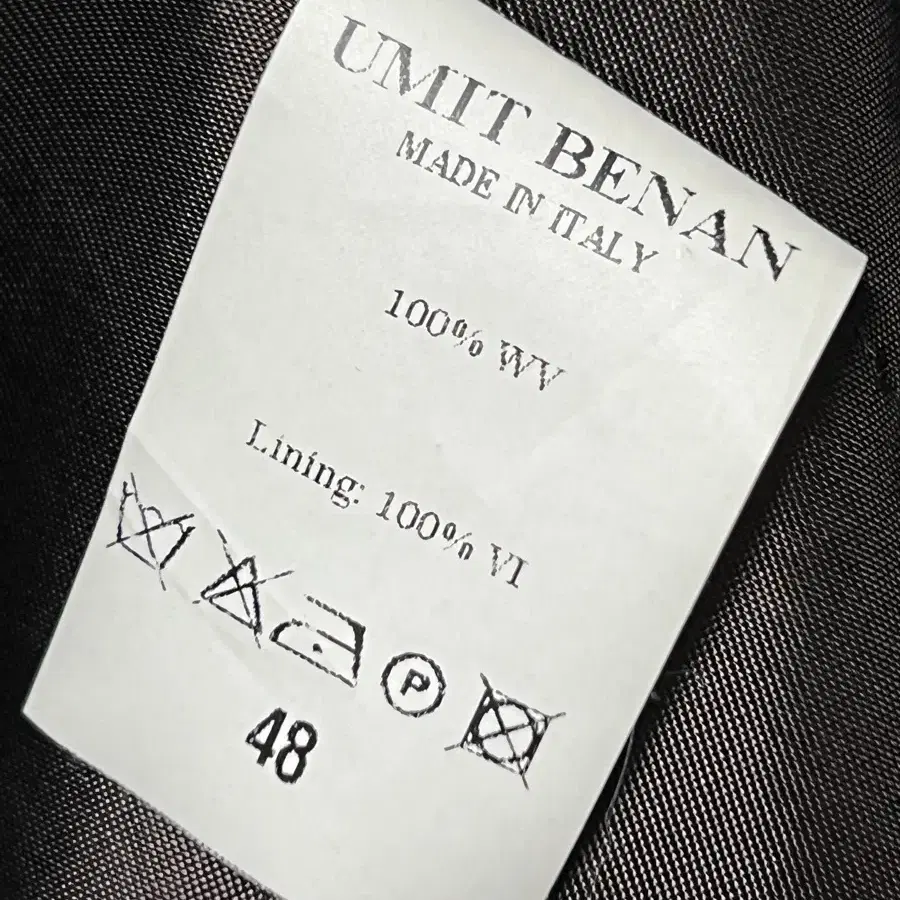 UMIT BENAN
MADE IN ITALY
100% WV
Lining: 100% VI
P
48